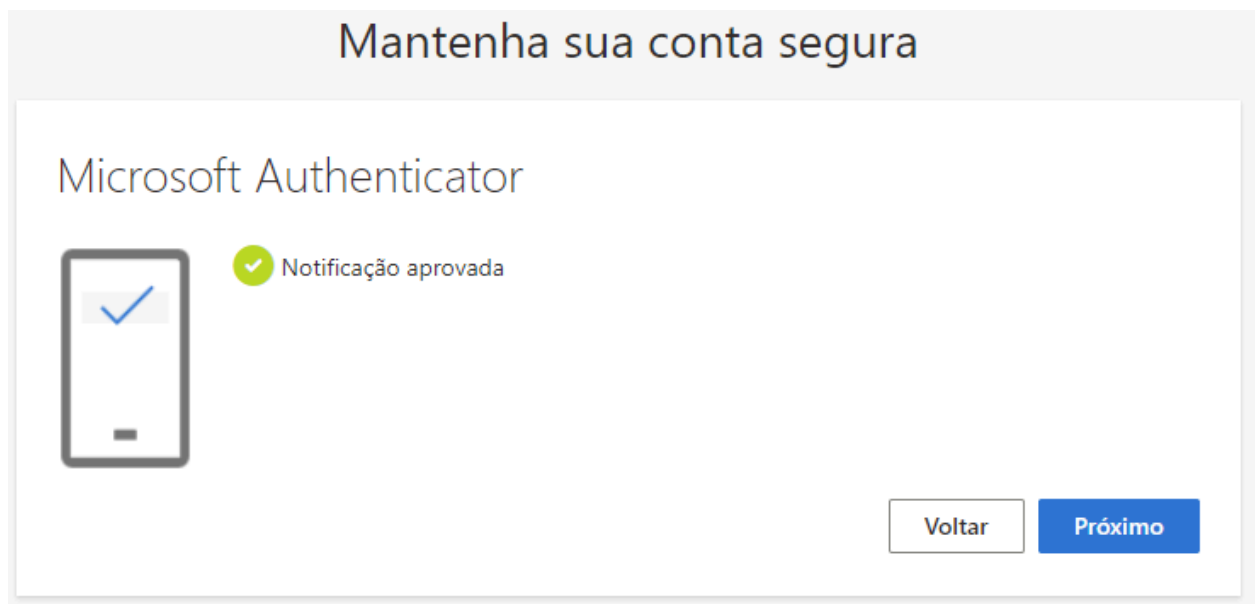 Mantenha sua conta segura
Microsoft Authenticator
Notificação aprovada
Voltar Próximo